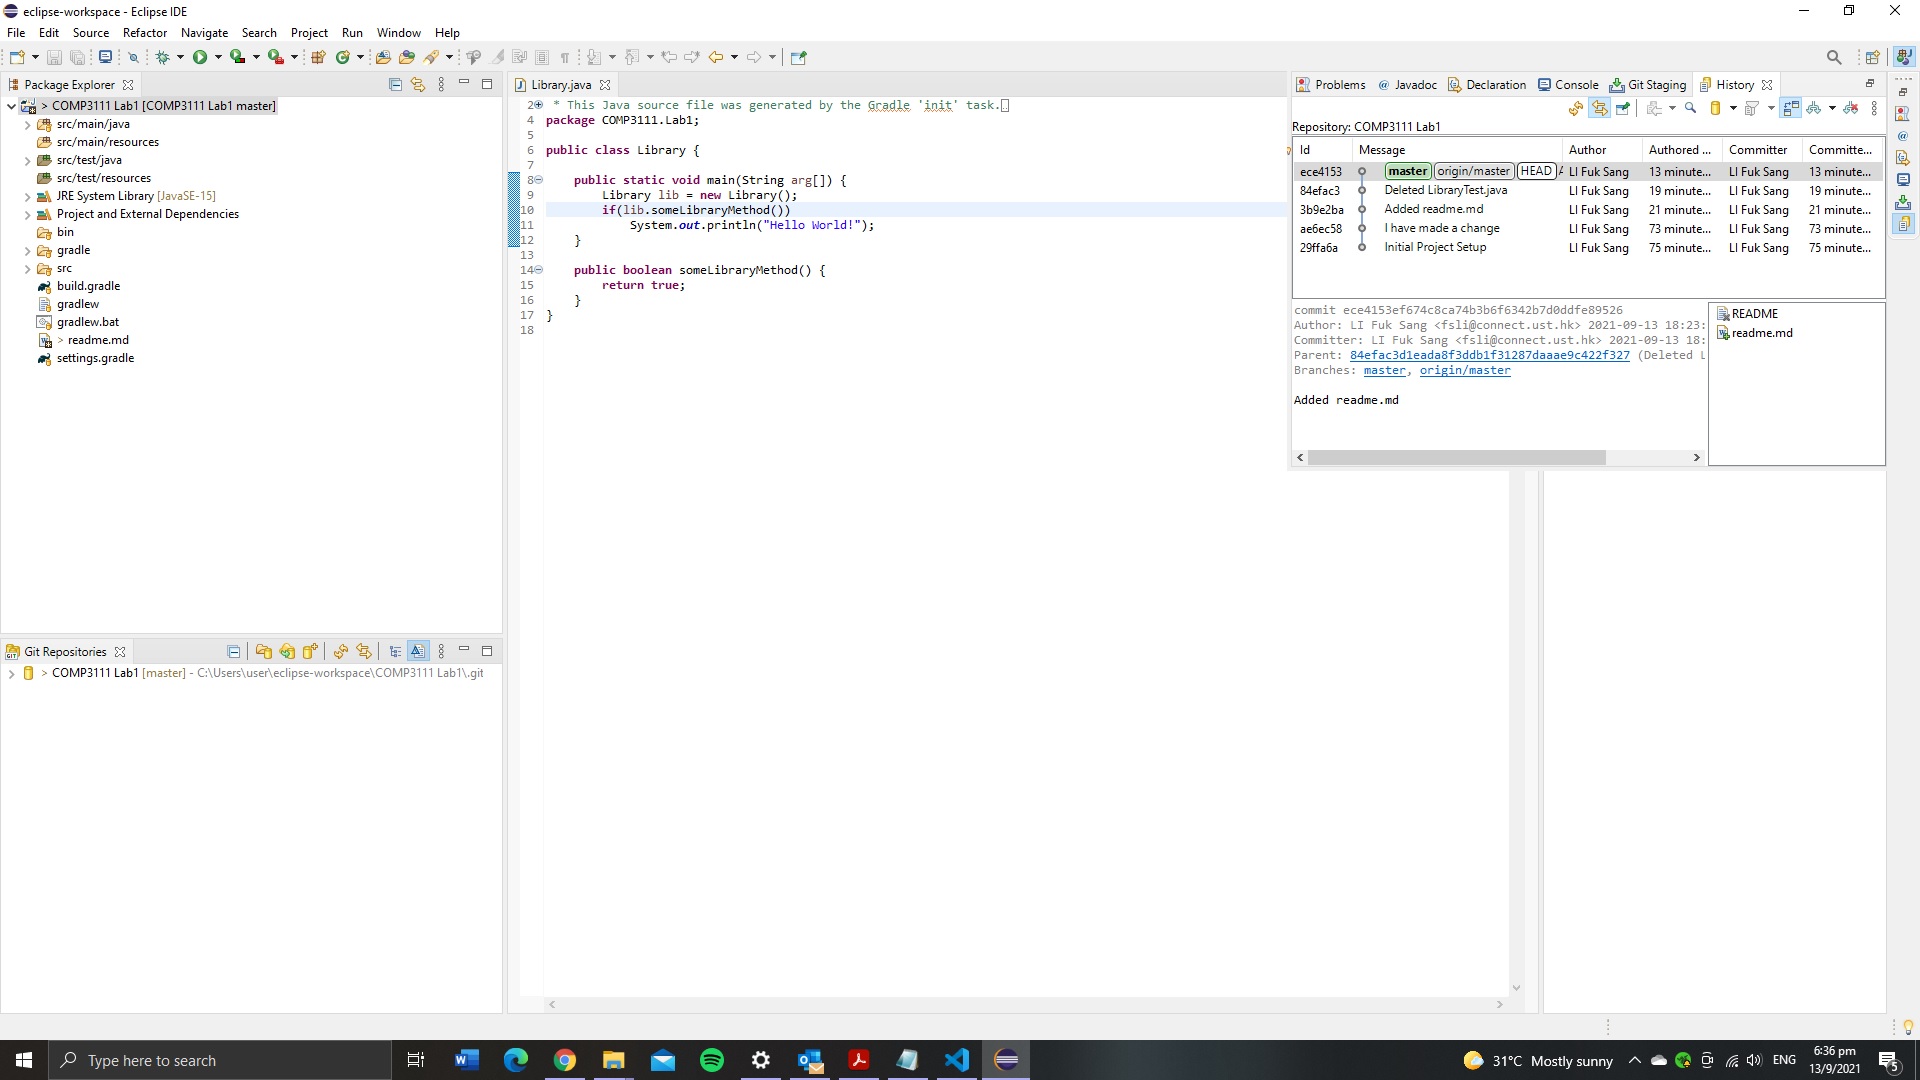 eclipse-workspace - Eclipse IDE
File Edit Source Refactor Navigate Search Project Run Window Help
Package Explorer
> COMP3111 Lab1 [COMP3111 Lab1 master]
src/main/java
src/main/resources
src/test/java
src/test/resources
JRE System Library [JavaSE-15]
Project and External Dependencies
bin
gradle
src
build.gradle
gradlew
gradlew.bat
> readme.md
settings.gradle
Git Repositories
> COMP3111 Lab1 [master] - C:\Users\user\eclipse-workspace\COMP3111 Lab1\.git
Library.java
2 * This Java source file was generated by the Gradle 'init' task.
4 package COMP3111.Lab1;
5
6 public class Library {
7
8 public static void main(String arg[]) {
9 Library lib = new Library();
10 if(lib.someLibraryMethod())
11 System.out.println("Hello World!");
12 }
13
14 public boolean someLibraryMethod() {
15 return true;
16 }
17 }
18
Problems @ Javadoc Declaration Console Git Staging History
Repository: COMP3111 Lab1
Id Message Author Authored ... Committer Committe...
ece4153 master origin/master HEAD A LI Fuk Sang 13 minute... LI Fuk Sang 13 minute...
84efac3 Deleted LibraryTest.java LI Fuk Sang 19 minute... LI Fuk Sang 19 minute...
3b9e2ba Added readme.md LI Fuk Sang 21 minute... LI Fuk Sang 21 minute...
ae6ec58 I have made a change LI Fuk Sang 73 minute... LI Fuk Sang 73 minute...
29ffa6a Initial Project Setup LI Fuk Sang 75 minute... LI Fuk Sang 75 minute...
commit ece4153ef674c8ca74b3b6f6342b7d0ddfe89526
Author: LI Fuk Sang <fsli@connect.ust.hk> 2021-09-13 18:23:
Committer: LI Fuk Sang <fsli@connect.ust.hk> 2021-09-13 18:
Parent: 84efac3d1eada8f3ddb1f31287daaae9c422f327 (Deleted L
Branches: master, origin/master
Added readme.md
README
readme.md
Type here to search
31°C Mostly sunny
ENG
6:36 pm
13/9/2021
5